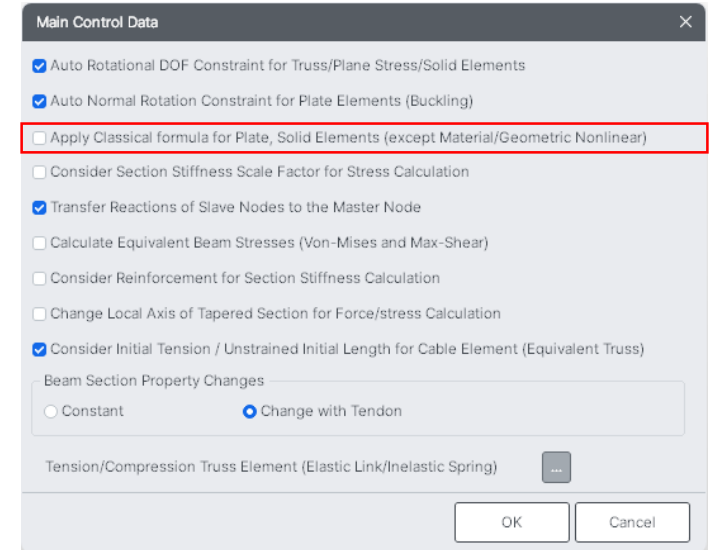 Main Control Data
Auto Rotational DOF Constraint for Truss/Plane Stress/Solid Elements
Auto Normal Rotation Constraint for Plate Elements (Buckling)
Apply Classical formula for Plate, Solid Elements (except Material/Geometric Nonlinear)
Consider Section Stiffness Scale Factor for Stress Calculation
Transfer Reactions of Slave Nodes to the Master Node
Calculate Equivalent Beam Stresses (Von-Mises and Max-Shear)
Consider Reinforcement for Section Stiffness Calculation
Change Local Axis of Tapered Section for Force/stress Calculation
Consider Initial Tension / Unstrained Initial Length for Cable Element (Equivalent Truss)
Beam Section Property Changes
Constant Change with Tendon
Tension/Compression Truss Element (Elastic Link/Inelastic Spring) ...
OK Cancel